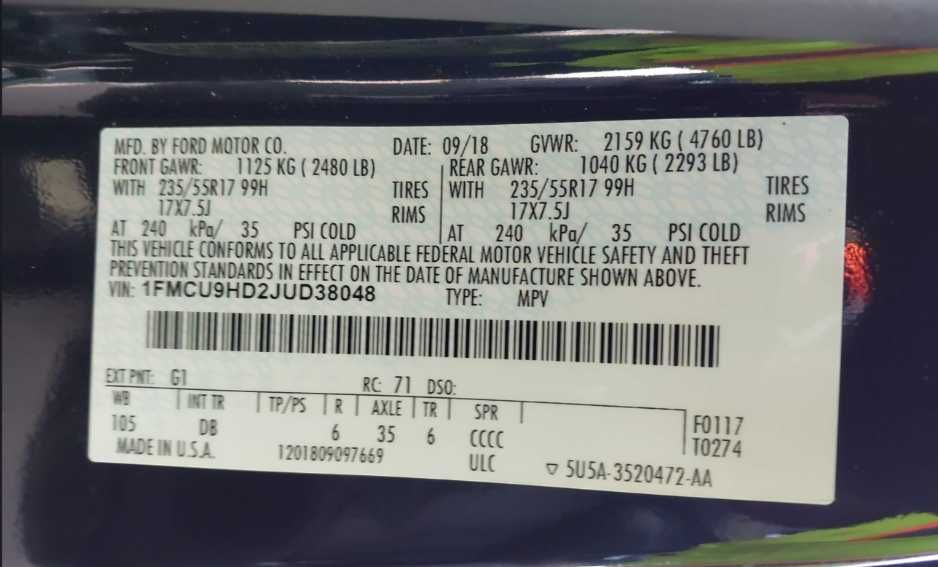 MFD. BY FORD MOTOR CO. DATE: 09/18 GVWR: 2159 KG ( 4760 LB)
FRONT GAWR: 1125 KG ( 2480 LB) REAR GAWR: 1040 KG ( 2293 LB)
WITH 235/55R17 99H TIRES WITH 235/55R17 99H TIRES
17X7.5J RIMS 17X7.5J RIMS
AT 240 kPa/ 35 PSI COLD AT 240 kPa/ 35 PSI COLD
THIS VEHICLE CONFORMS TO ALL APPLICABLE FEDERAL MOTOR VEHICLE SAFETY AND THEFT
PREVENTION STANDARDS IN EFFECT ON THE DATE OF MANUFACTURE SHOWN ABOVE.
VIN: 1FMCU9HD2JUD38048 TYPE: MPV
EXT PNT: G1 RC: 71 DSO:
WB INT TR TP/PS R AXLE TR SPR F0117
105 DB 6 35 6 CCCC T0274
MADE IN U.S.A. 1201809097669 ULC ▽ 5U5A-3520472-AA